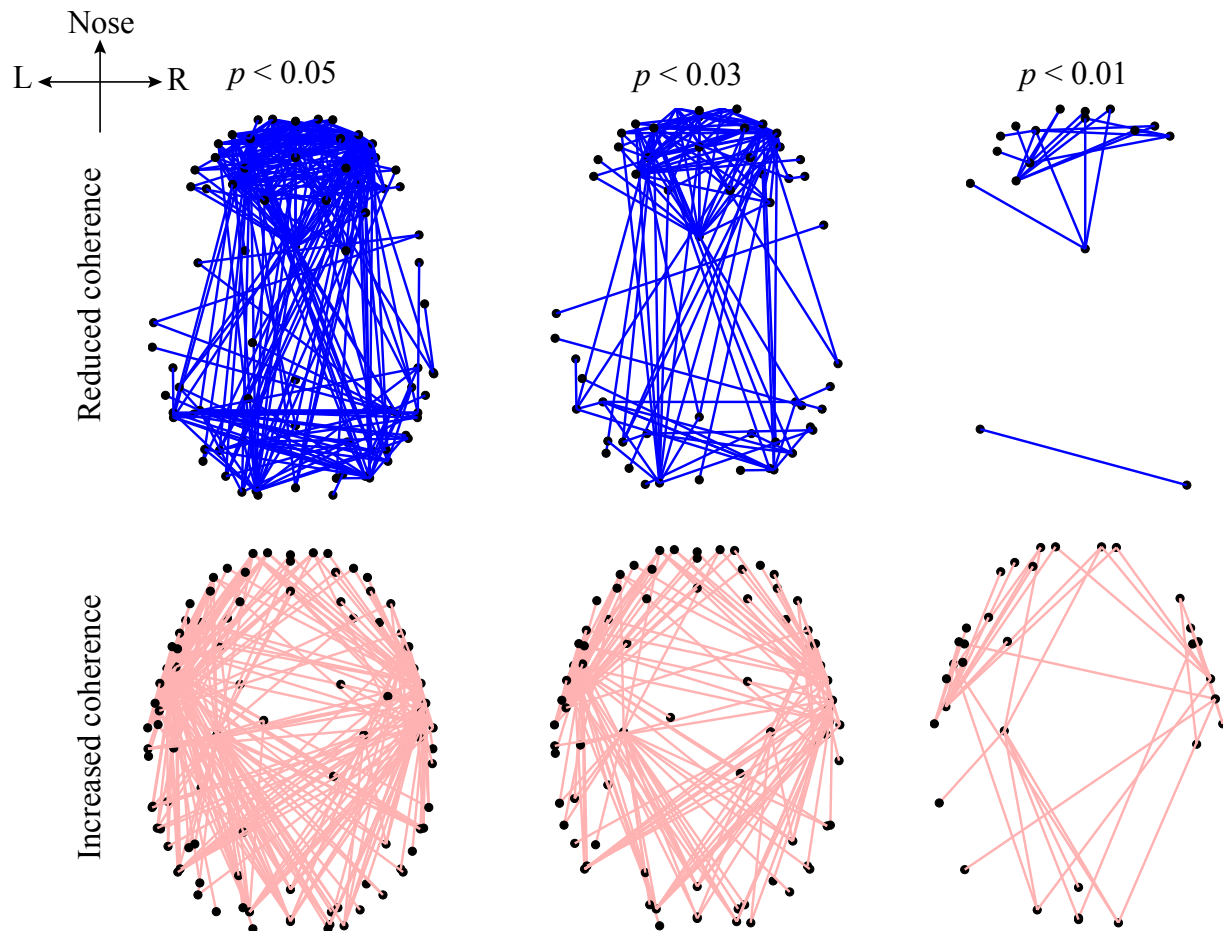 Nose
L
R
p < 0.05
p < 0.03
p < 0.01
Reduced coherence
Increased coherence